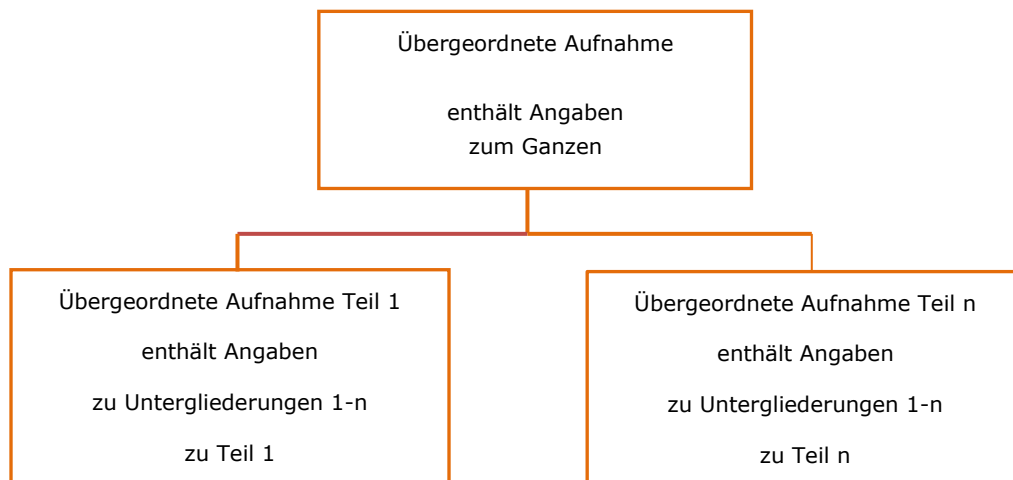 Übergeordnete Aufnahme
enthält Angaben
zum Ganzen
Übergeordnete Aufnahme Teil 1
enthält Angaben
zu Untergliederungen 1-n
zu Teil 1
Übergeordnete Aufnahme Teil n
enthält Angaben
zu Untergliederungen 1-n
zu Teil n